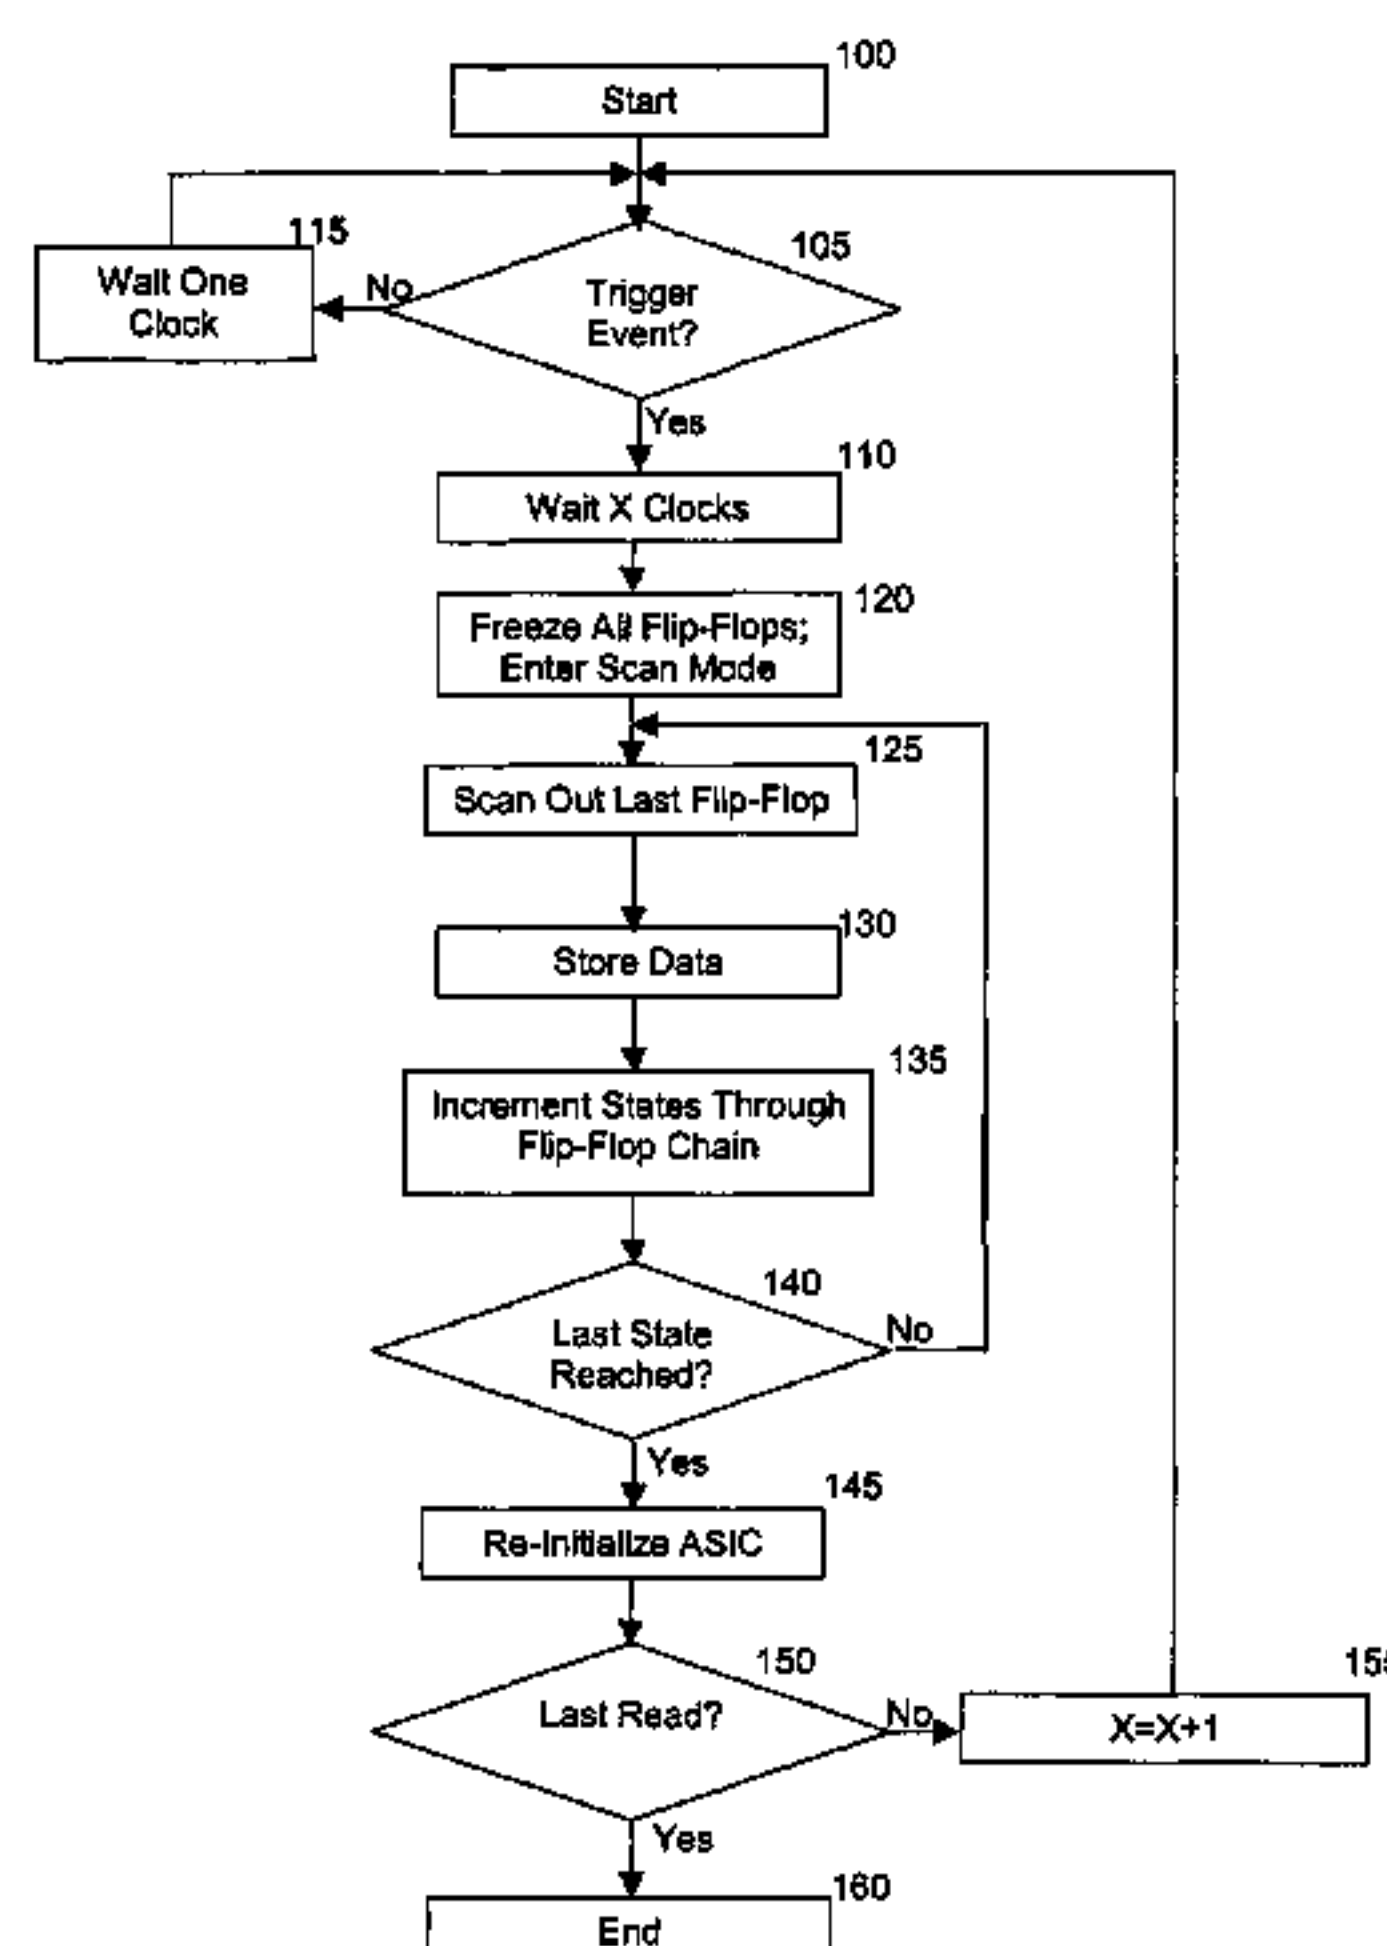 100
Start
115
105
Wait One
Clock
No
Trigger
Event?
Yes
110
Wait X Clocks
120
Freeze All Flip-Flops;
Enter Scan Mode
125
Scan Out Last Flip-Flop
130
Store Data
135
Increment States Through
Flip-Flop Chain
140
Last State
Reached?
No
Yes
145
Re-Initialize ASIC
150
Last Read?
No
155
X=X+1
Yes
160
End